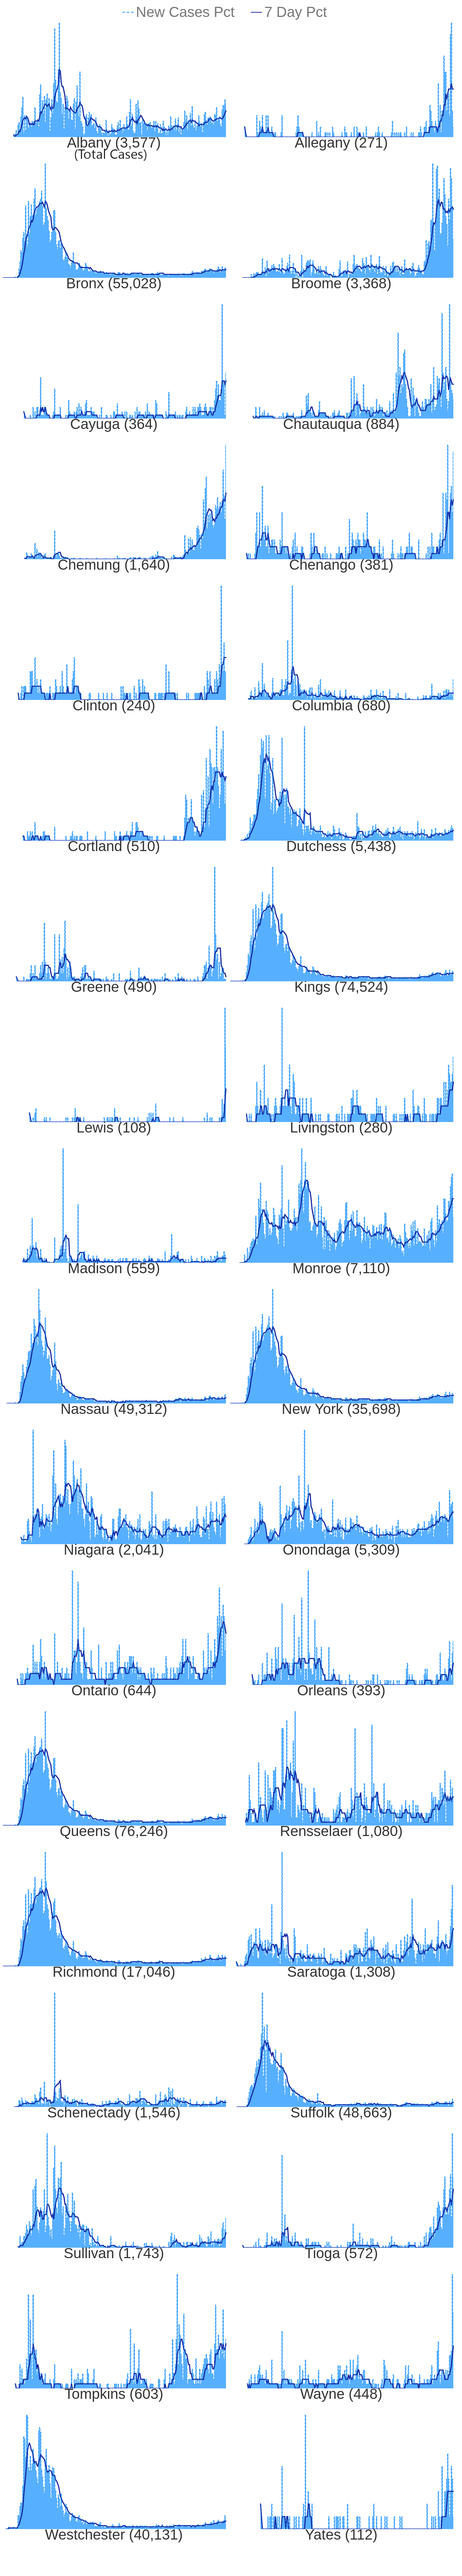 New Cases Pct 7 Day Pct
Albany (3,577) Allegany (271)
(Total Cases)
Bronx (55,028) Broome (3,368)
Cayuga (364) Chautauqua (884)
Chemung (1,640) Chenango (381)
Clinton (240) Columbia (680)
Cortland (510) Dutchess (5,438)
Greene (490) Kings (74,524)
Lewis (108) Livingston (280)
Madison (559) Monroe (7,110)
Nassau (49,312) New York (35,698)
Niagara (2,041) Onondaga (5,309)
Ontario (644) Orleans (393)
Queens (76,246) Rensselaer (1,080)
Richmond (17,046) Saratoga (1,308)
Schenectady (1,546) Suffolk (48,663)
Sullivan (1,743) Tioga (572)
Tompkins (603) Wayne (448)
Westchester (40,131) Yates (112)